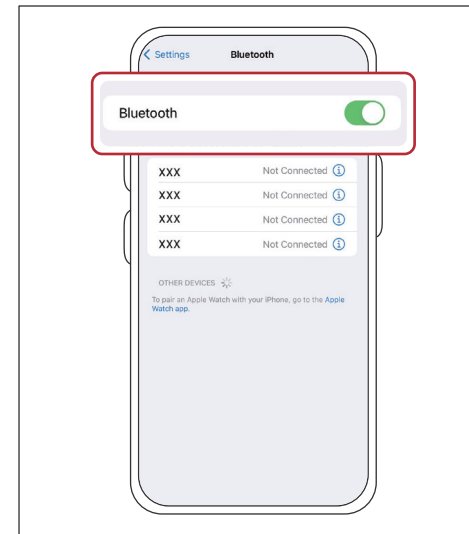 Settings Bluetooth
Bluetooth
XXX Not Connected
XXX Not Connected
XXX Not Connected
XXX Not Connected
OTHER DEVICES
To pair an Apple Watch with your iPhone, go to the Apple
Watch app.